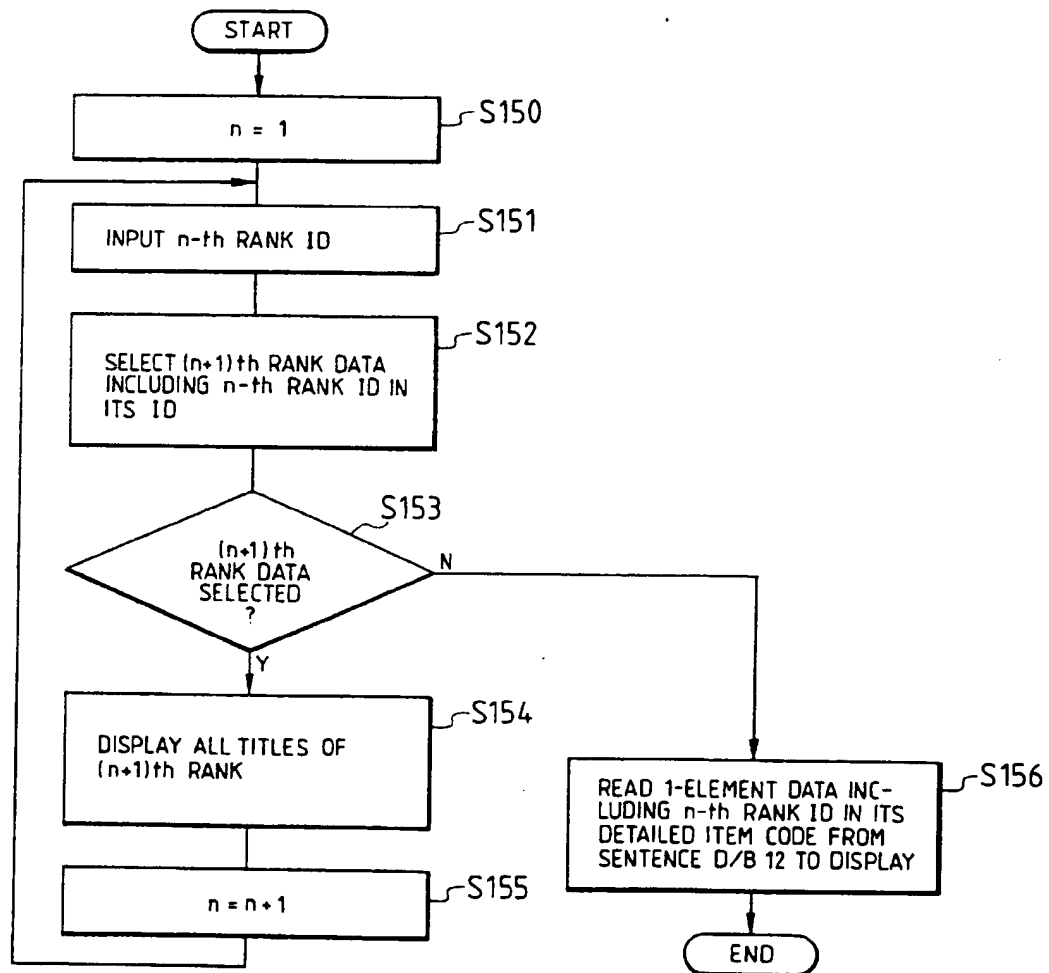 START
n = 1
S150
INPUT n-th RANK ID
S151
SELECT (n+1)th RANK DATA
INCLUDING n-th RANK ID IN
ITS ID
S152
(n+1)th
RANK DATA
SELECTED
?
S153
N
Y
DISPLAY ALL TITLES OF
(n+1)th RANK
S154
n = n+1
S155
READ 1-ELEMENT DATA INC-
LUDING n-th RANK ID IN ITS
DETAILED ITEM CODE FROM
SENTENCE D/B 12 TO DISPLAY
S156
END